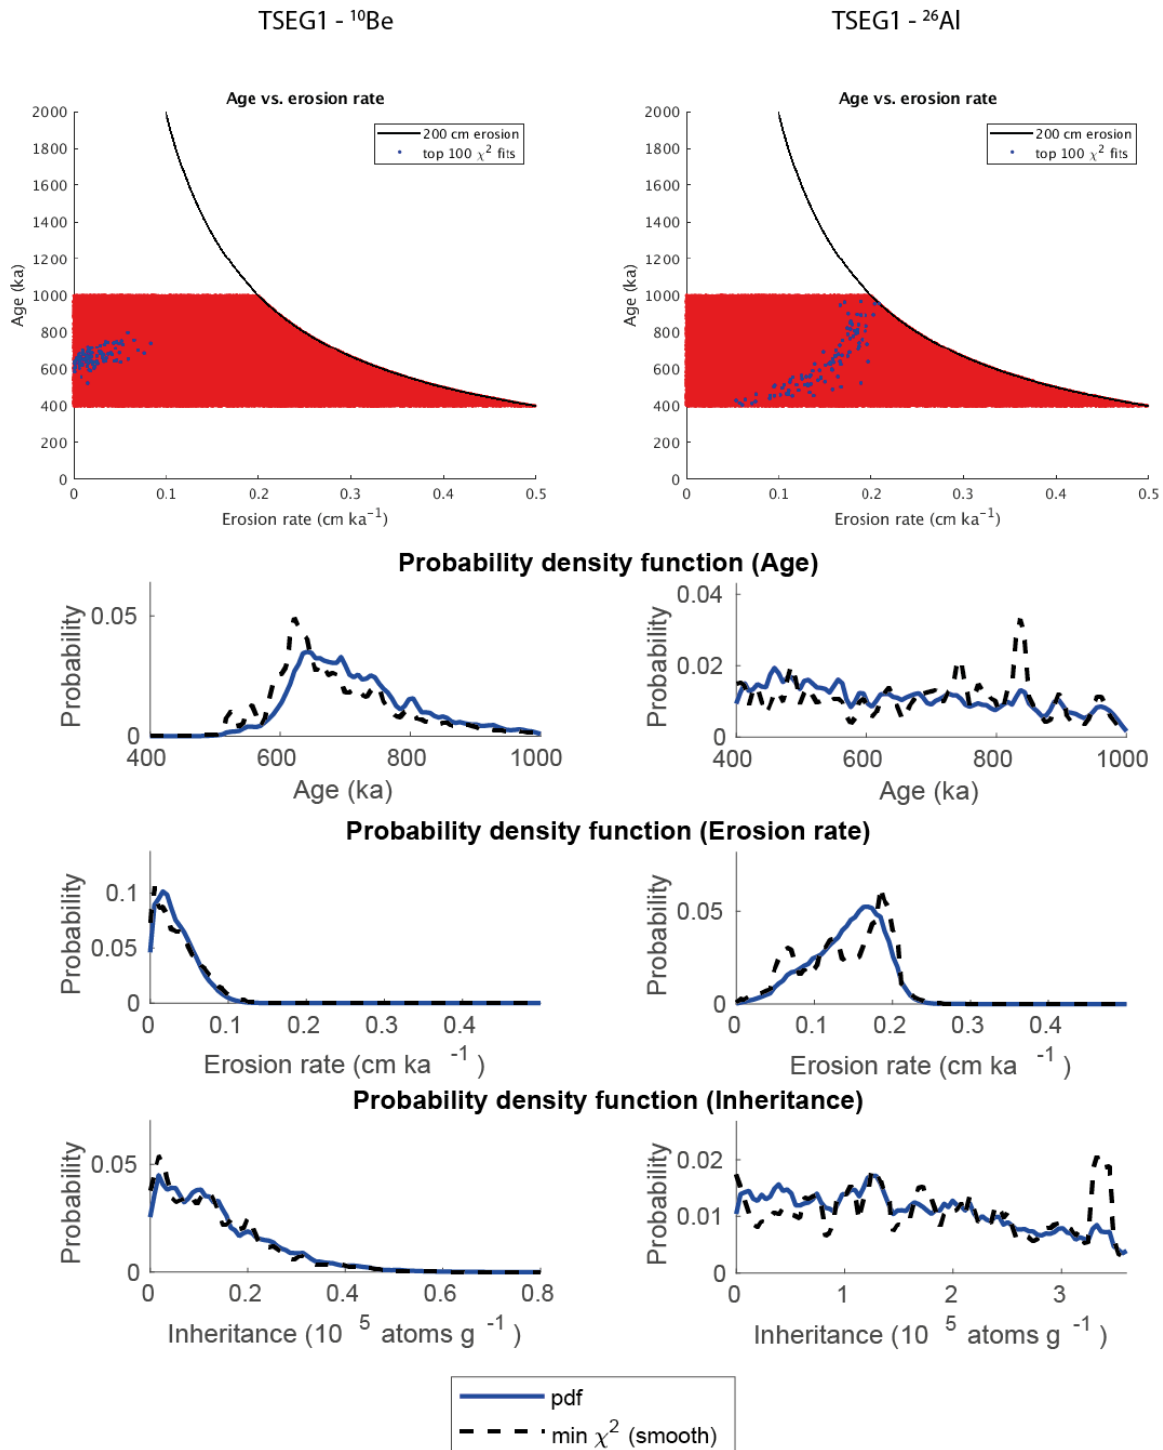 TSEG1 - ¹⁰Be
TSEG1 - ²⁶Al
Age vs. erosion rate
Age vs. erosion rate
2000
1800
1600
1400
1200
1000
800
600
400
200
0
Age (ka)
200 cm erosion
top 100 χ² fits
0 0.1 0.2 0.3 0.4 0.5
Erosion rate (cm ka⁻¹)
2000
1800
1600
1400
1200
1000
800
600
400
200
0
Age (ka)
200 cm erosion
top 100 χ² fits
0 0.1 0.2 0.3 0.4 0.5
Erosion rate (cm ka⁻¹)
Probability density function (Age)
Probability
0.05
0
400 600 800 1000
Age (ka)
Probability
0.04
0.02
0
400 600 800 1000
Age (ka)
Probability density function (Erosion rate)
Probability
0.1
0.05
0
0 0.1 0.2 0.3 0.4
Erosion rate (cm ka ⁻¹)
Probability
0.05
0
0 0.1 0.2 0.3 0.4
Erosion rate (cm ka ⁻¹)
Probability density function (Inheritance)
Probability
0.05
0
0 0.2 0.4 0.6 0.8
Inheritance (10 ⁵ atoms g ⁻¹)
Probability
0.02
0.01
0
0 1 2 3
Inheritance (10 ⁵ atoms g ⁻¹)
pdf
min χ² (smooth)